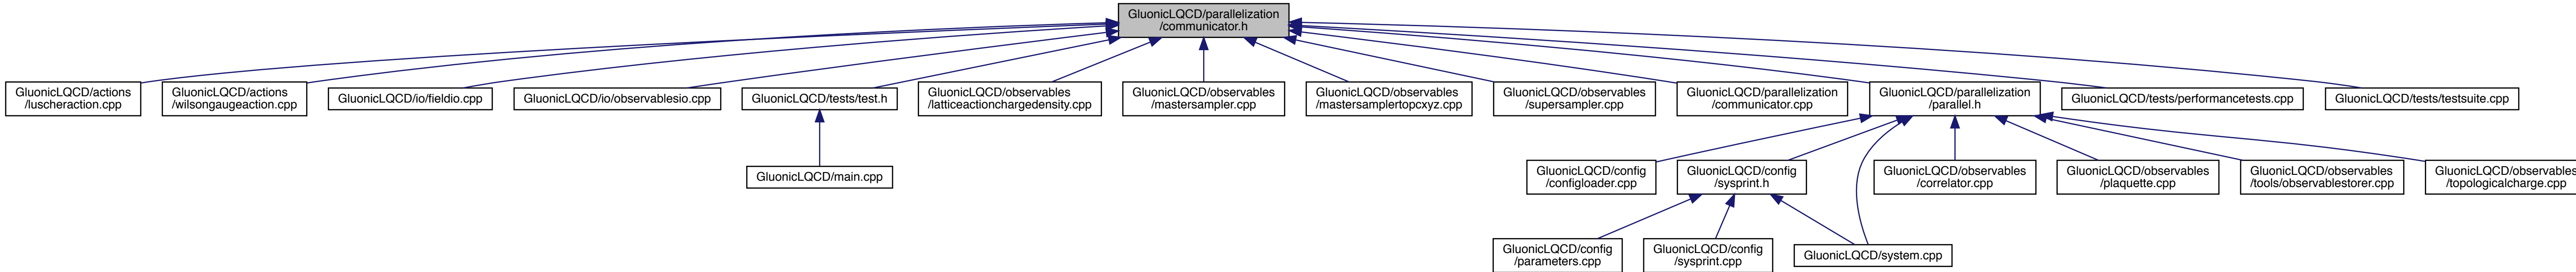 GluonicLQCD/parallelization
/communicator.h
GluonicLQCD/actions
/luscheraction.cpp
GluonicLQCD/actions
/wilsongaugeaction.cpp
GluonicLQCD/io/fieldio.cpp
GluonicLQCD/io/observablesio.cpp
GluonicLQCD/tests/test.h
GluonicLQCD/observables
/latticeactionchargedensity.cpp
GluonicLQCD/observables
/mastersampler.cpp
GluonicLQCD/observables
/mastersamplertopcxyz.cpp
GluonicLQCD/observables
/supersampler.cpp
GluonicLQCD/parallelization
/communicator.cpp
GluonicLQCD/parallelization
/parallel.h
GluonicLQCD/tests/performancetests.cpp
GluonicLQCD/tests/testsuite.cpp
GluonicLQCD/main.cpp
GluonicLQCD/config
/configloader.cpp
GluonicLQCD/config
/sysprint.h
GluonicLQCD/observables
/correlator.cpp
GluonicLQCD/observables
/plaquette.cpp
GluonicLQCD/observables
/tools/observablestorer.cpp
GluonicLQCD/observables
/topologicalcharge.cpp
GluonicLQCD/config
/parameters.cpp
GluonicLQCD/config
/sysprint.cpp
GluonicLQCD/system.cpp